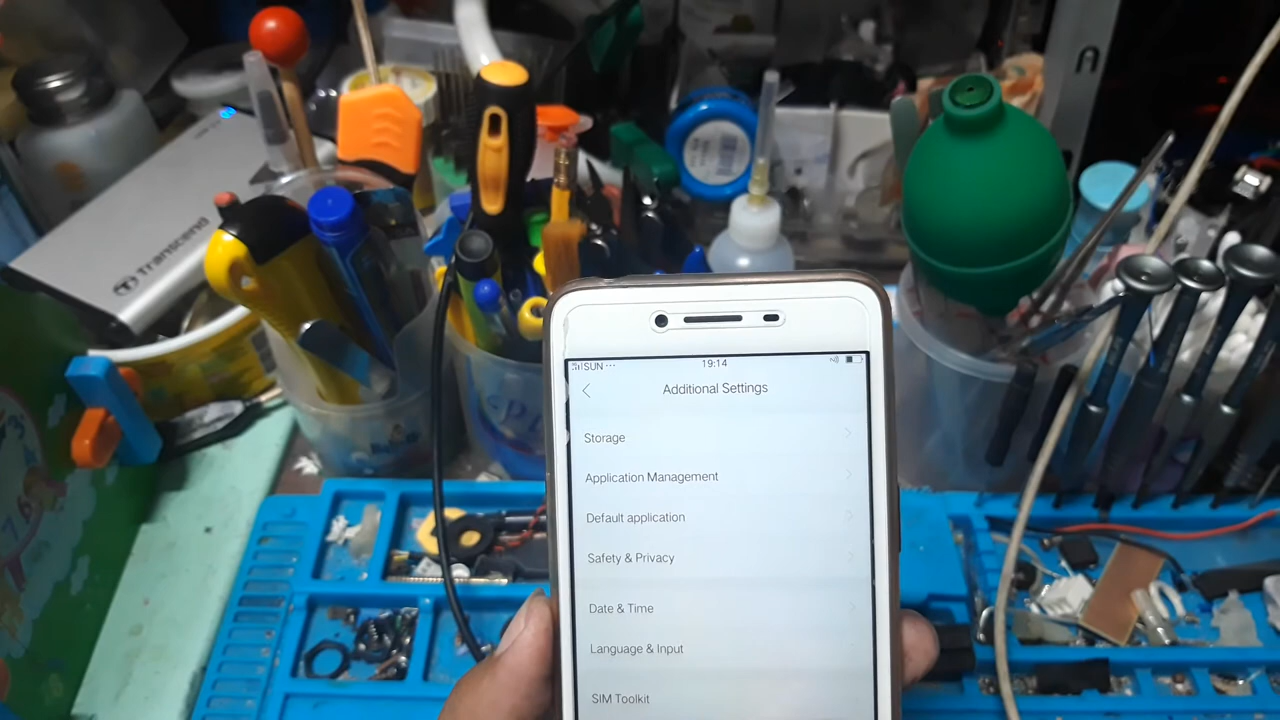 Transcend
SUN ...
19:14
Additional Settings
Storage
Application Management
Default application
Safety & Privacy
Date & Time
Language & Input
SIM Toolkit